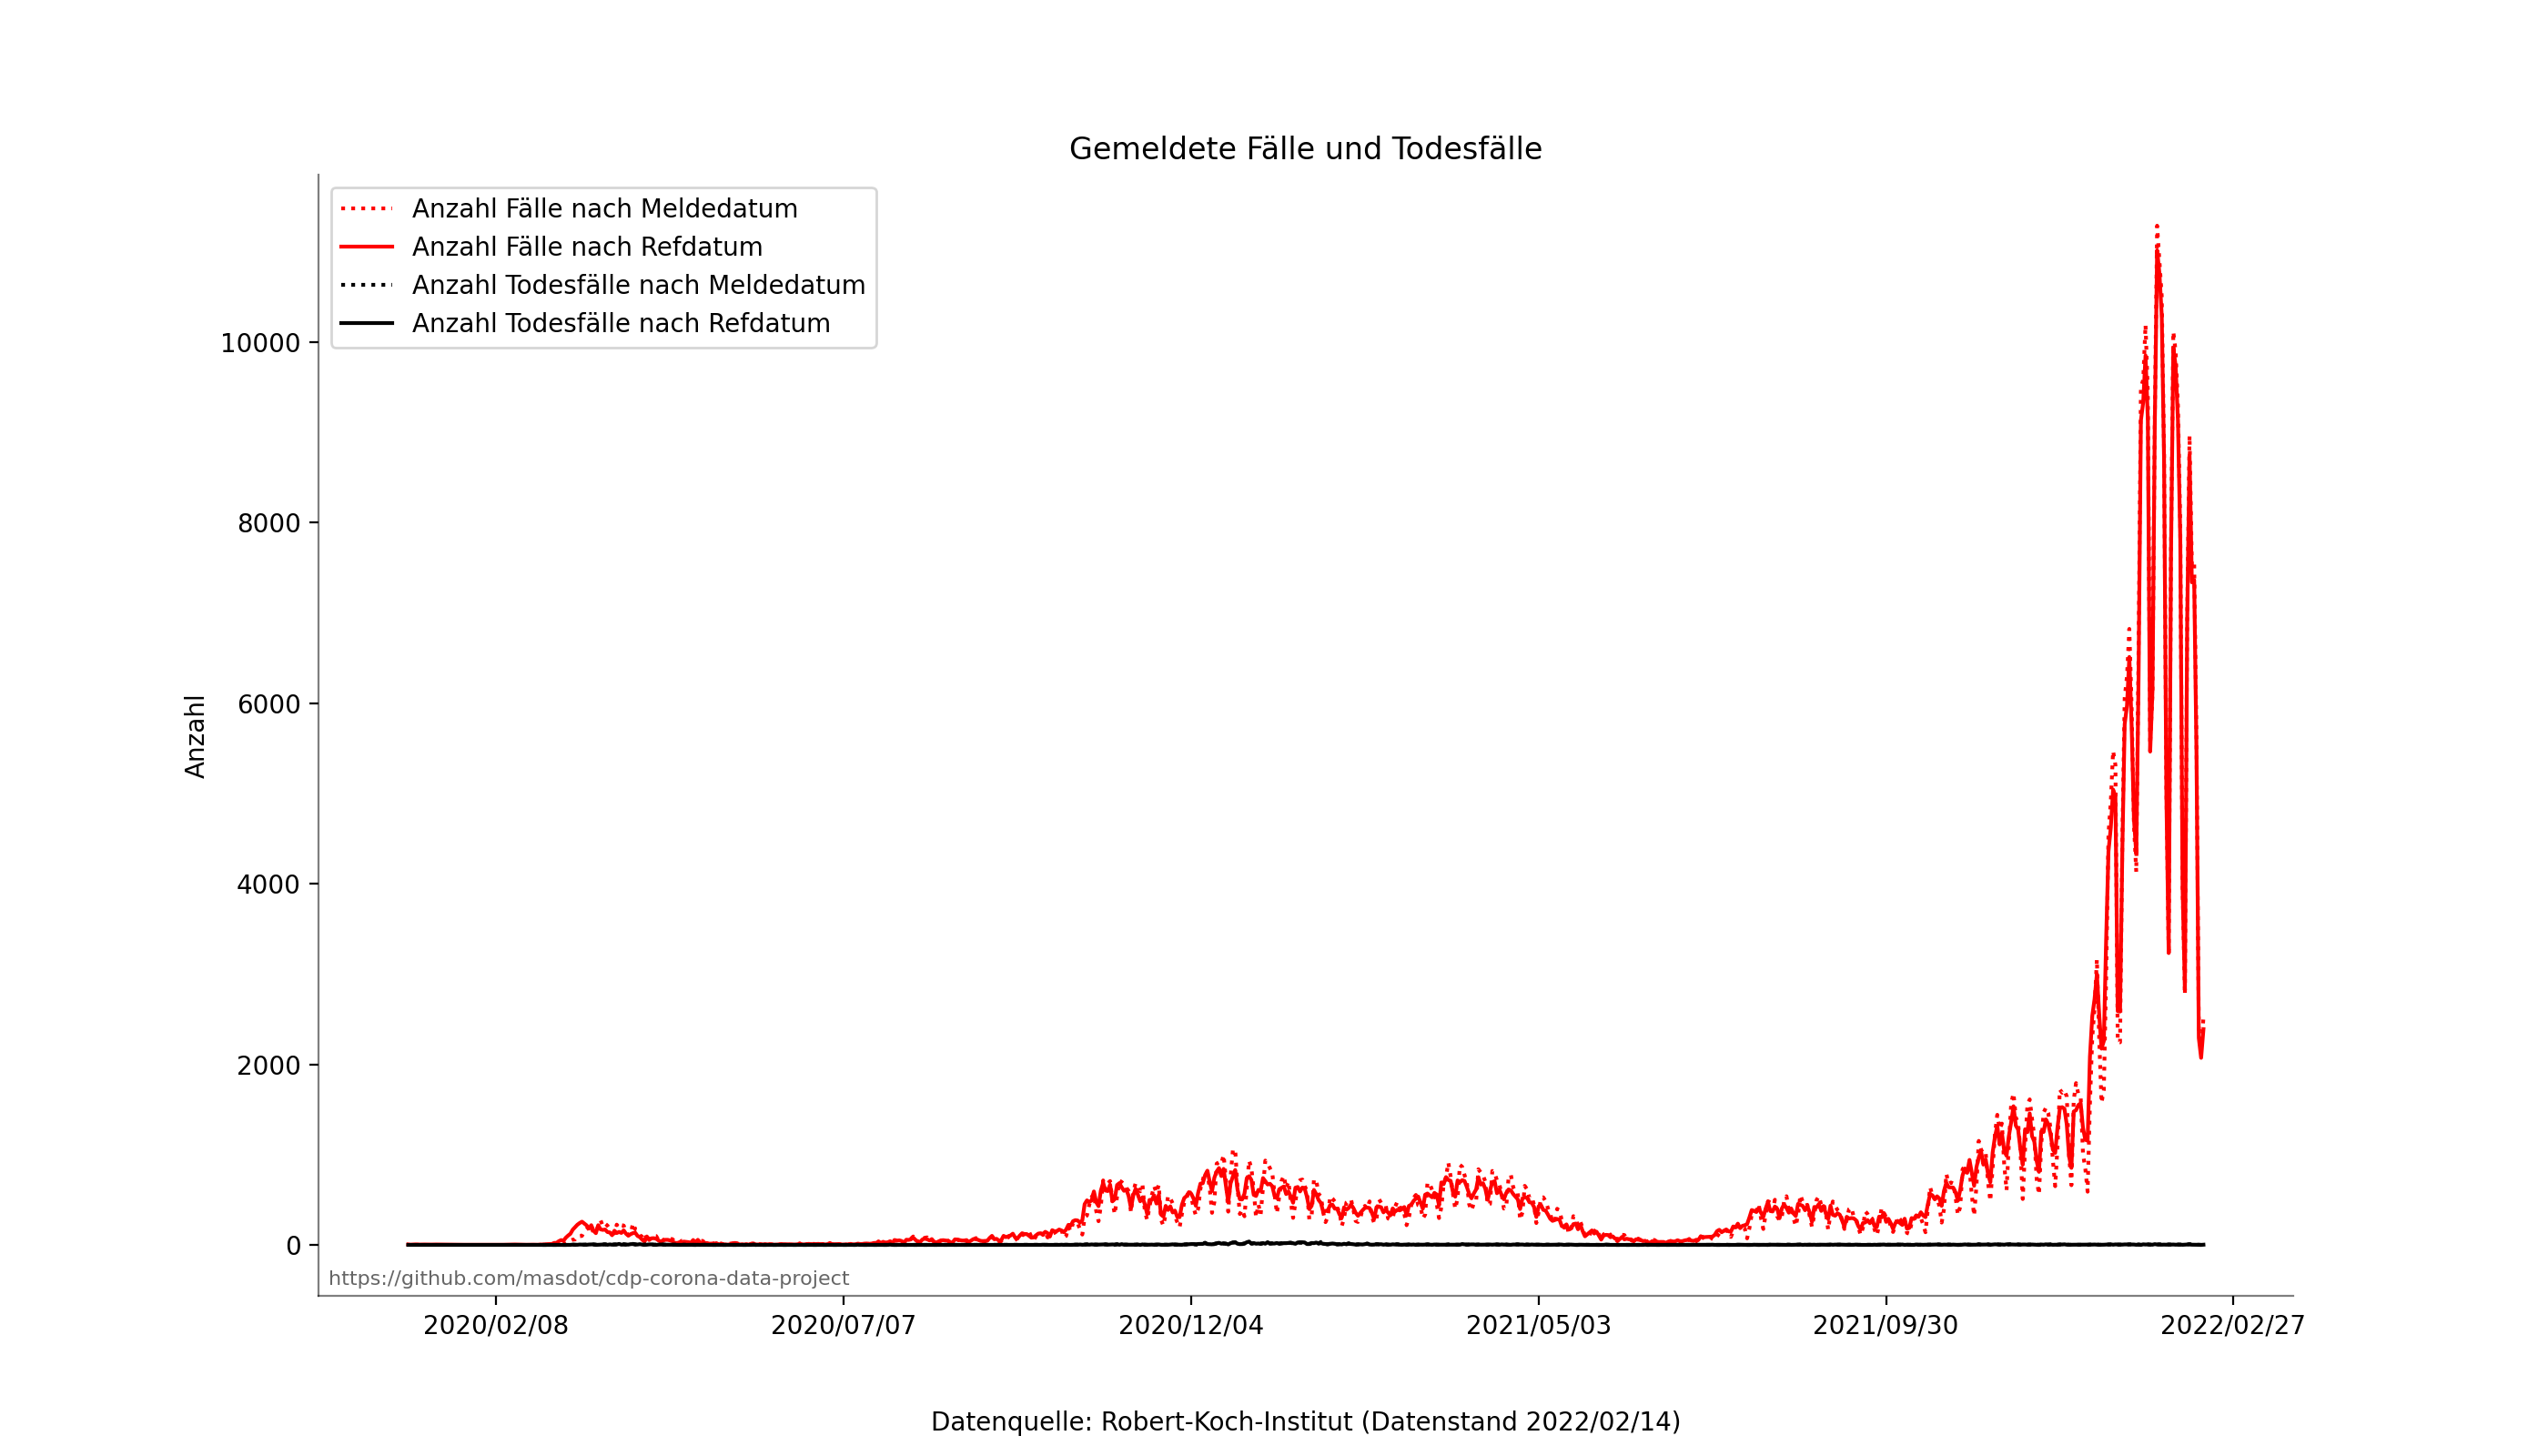 Gemeldete Fälle und Todesfälle
Anzahl Fälle nach Meldedatum
Anzahl Fälle nach Refdatum
Anzahl Todesfälle nach Meldedatum
Anzahl Todesfälle nach Refdatum
10000
8000
6000
4000
2000
0
Anzahl
https://github.com/masdot/cdp-corona-data-project
2020/02/08 2020/07/07 2020/12/04 2021/05/03 2021/09/30 2022/02/27
Datenquelle: Robert-Koch-Institut (Datenstand 2022/02/14)